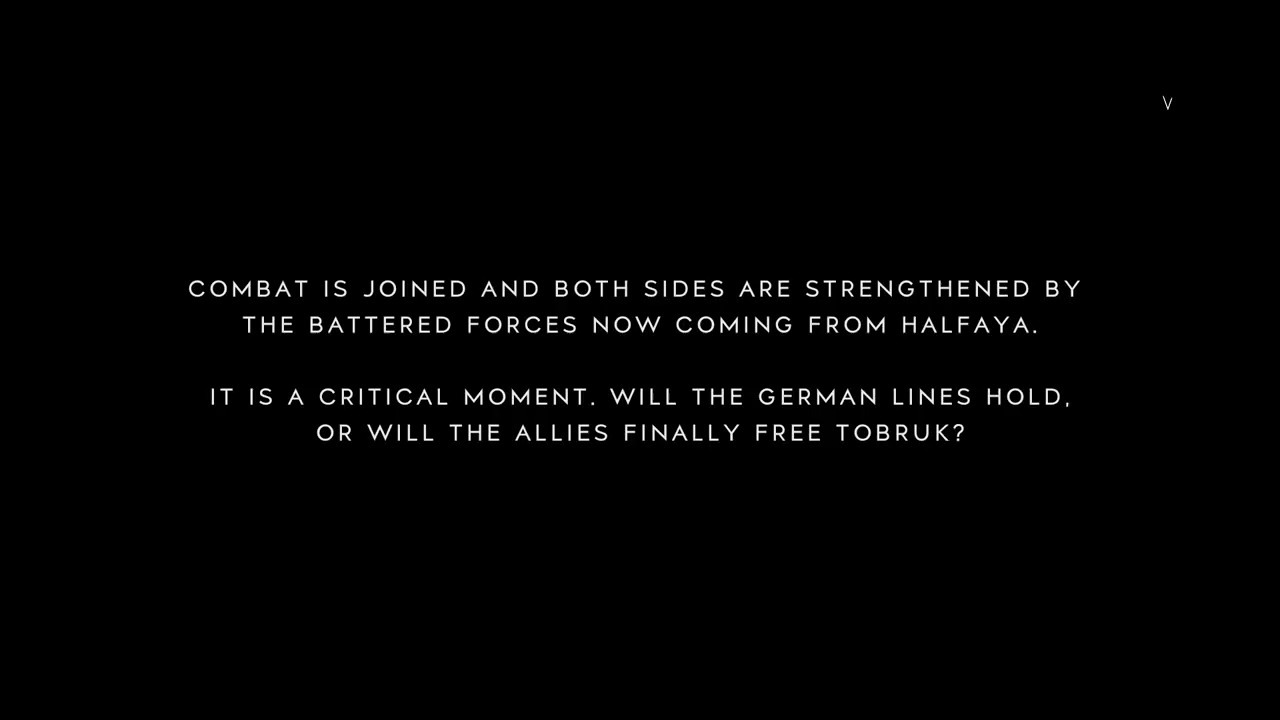 V
COMBAT IS JOINED AND BOTH SIDES ARE STRENGTHENED BY
THE BATTERED FORCES NOW COMING FROM HALFAYA.
IT IS A CRITICAL MOMENT. WILL THE GERMAN LINES HOLD,
OR WILL THE ALLIES FINALLY FREE TOBRUK?